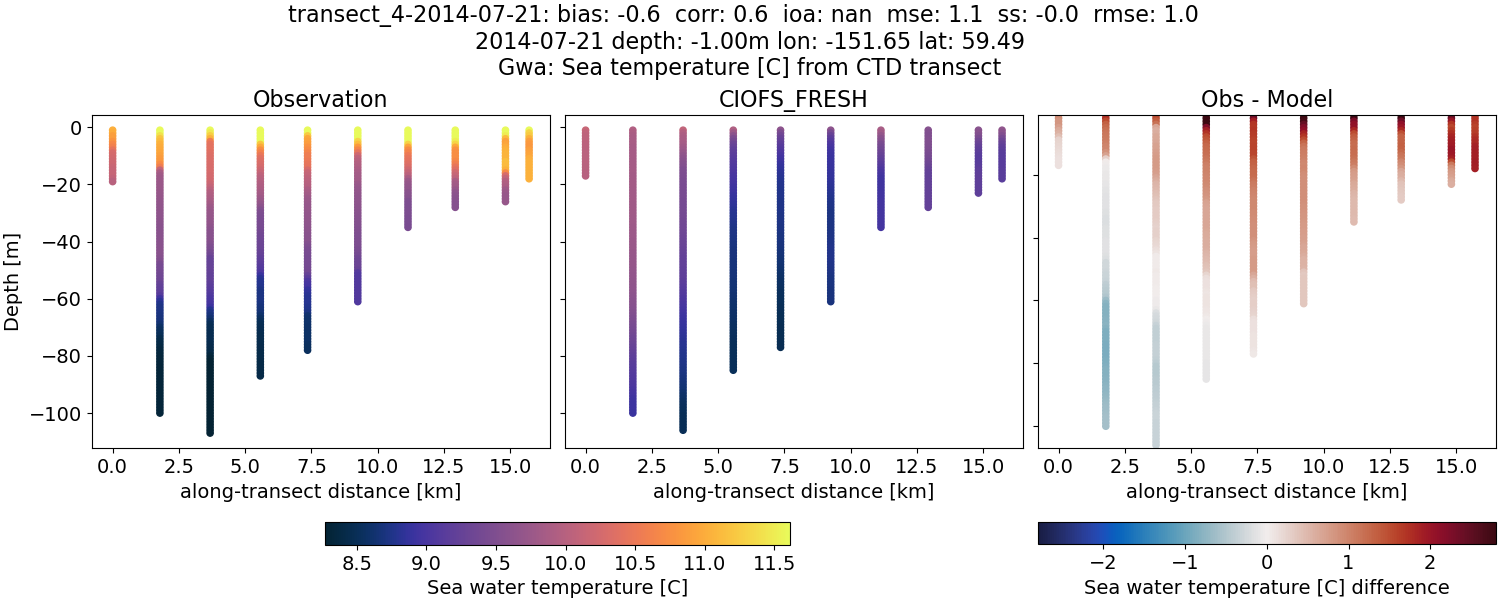 transect_4-2014-07-21: bias: -0.6  corr: 0.6  ioa: nan  mse: 1.1  ss: -0.0  rmse: 1.0
2014-07-21 depth: -1.00m lon: -151.65 lat: 59.49
Gwa: Sea temperature [C] from CTD transect
Observation
CIOFS_FRESH
Obs - Model
Depth [m]
0
−20
−40
−60
−80
−100
0.0 2.5 5.0 7.5 10.0 12.5 15.0
0.0 2.5 5.0 7.5 10.0 12.5 15.0
0.0 2.5 5.0 7.5 10.0 12.5 15.0
along-transect distance [km]
along-transect distance [km]
along-transect distance [km]
8.5 9.0 9.5 10.0 10.5 11.0 11.5
Sea water temperature [C]
−2 −1 0 1 2
Sea water temperature [C] difference